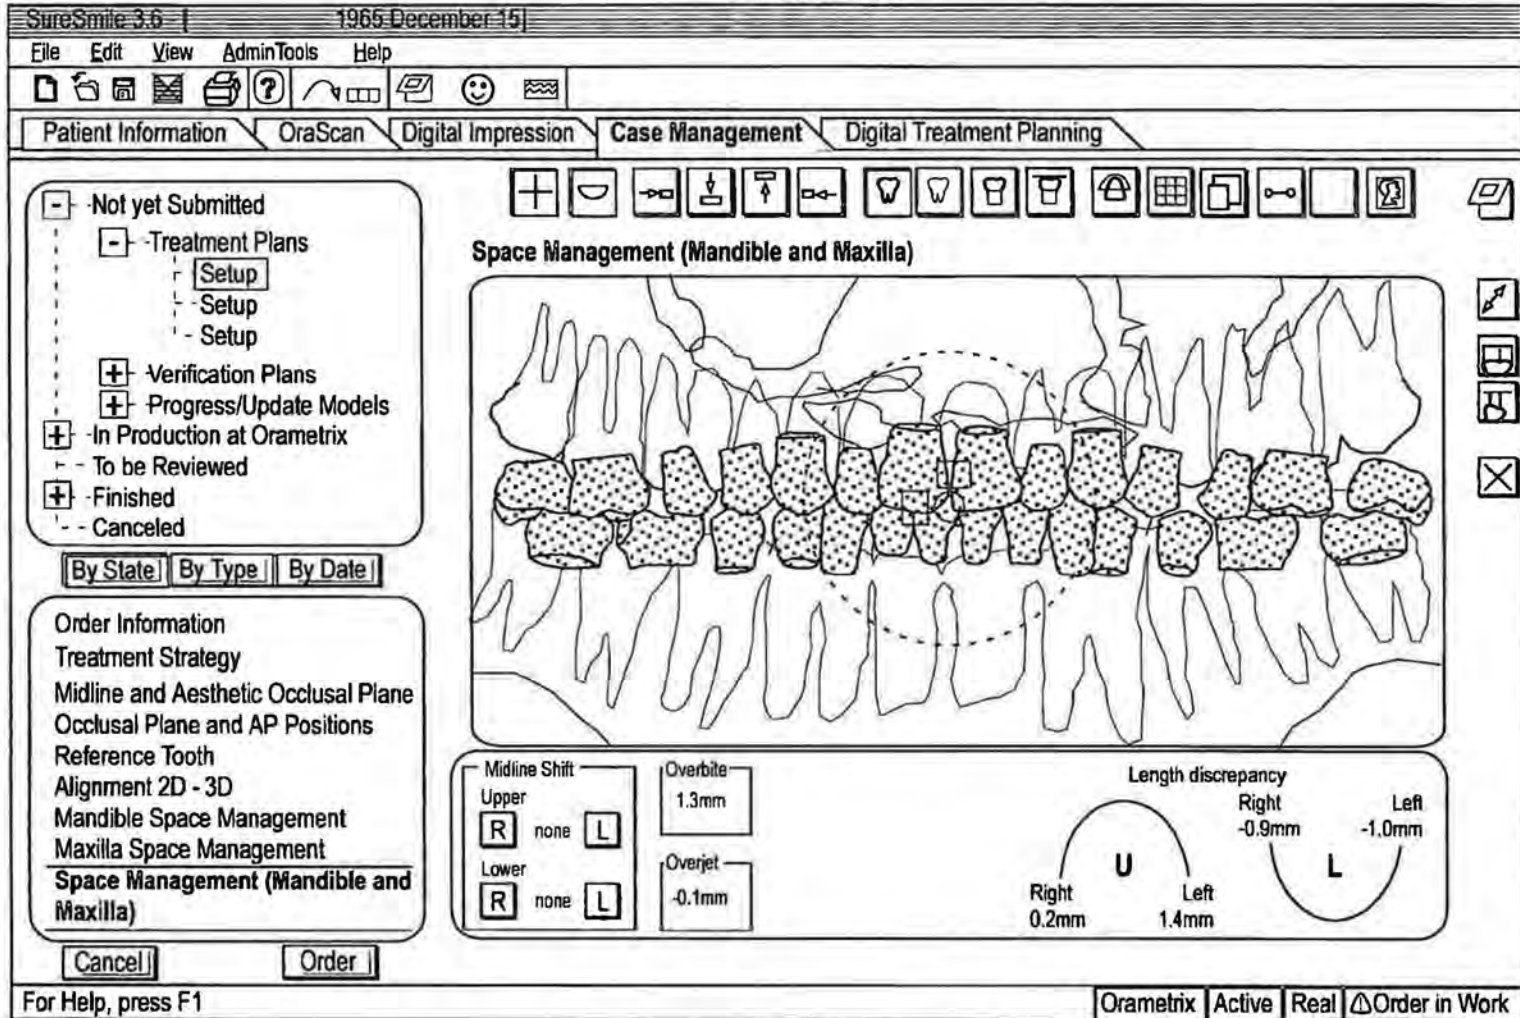 SureSmile 3.6 - [ 1965 December 15]
File Edit View AdminTools Help
?
Patient Information OraScan Digital Impression Case Management Digital Treatment Planning
- Not yet Submitted
- Treatment Plans
Setup
Setup
Setup
+ Verification Plans
+ Progress/Update Models
+ In Production at Orametrix
To be Reviewed
+ Finished
Canceled
By State By Type By Date
Order Information
Treatment Strategy
Midline and Aesthetic Occlusal Plane
Occlusal Plane and AP Positions
Reference Tooth
Alignment 2D - 3D
Mandible Space Management
Maxilla Space Management
Space Management (Mandible and
Maxilla)
Cancel Order
Space Management (Mandible and Maxilla)
Midline Shift
Upper
R none L
Lower
R none L
Overbite
1.3mm
Overjet
-0.1mm
Length discrepancy
U
Right Left
0.2mm 1.4mm
Right Left
-0.9mm -1.0mm
L
For Help, press F1
Orametrix Active Real Order in Work